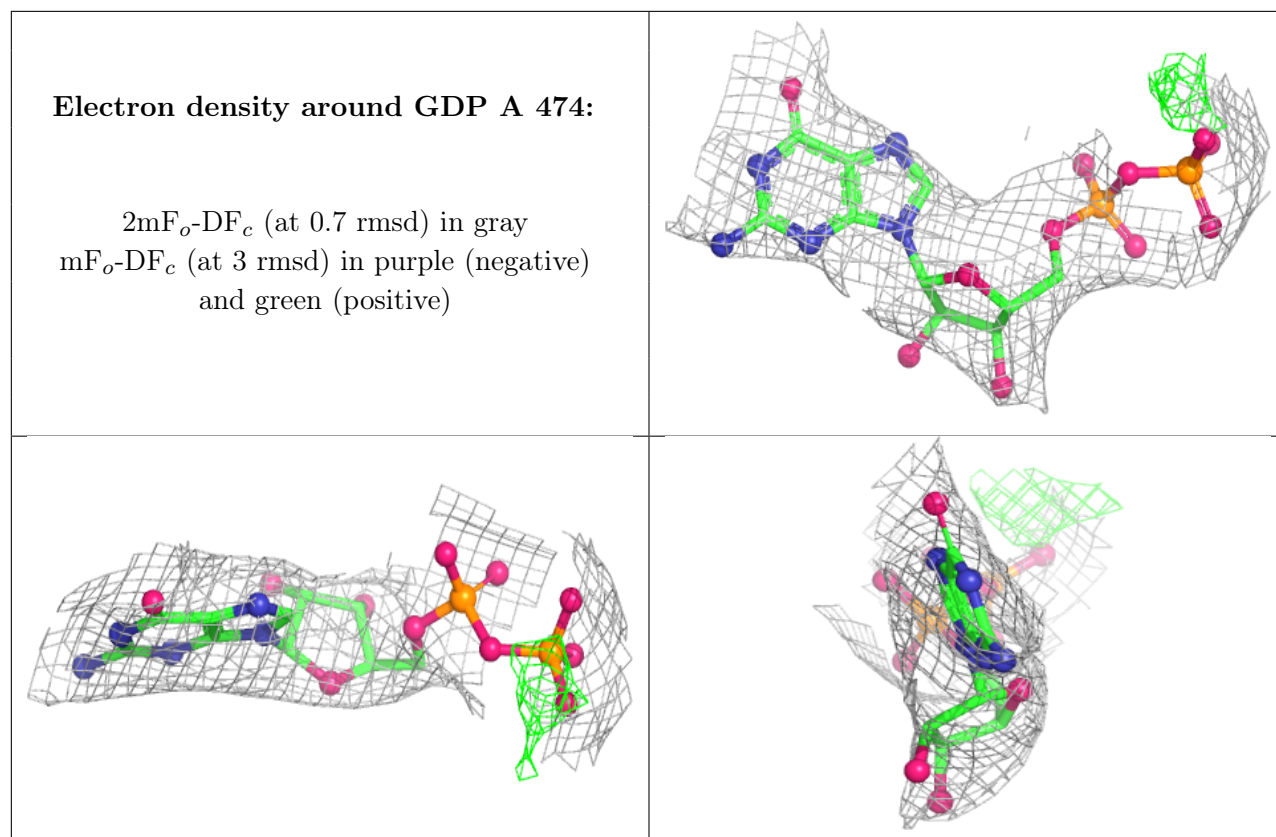 Electron density around GDP A 474:
2mFo-DFc (at 0.7 rmsd) in gray
mFo-DFc (at 3 rmsd) in purple (negative)
and green (positive)